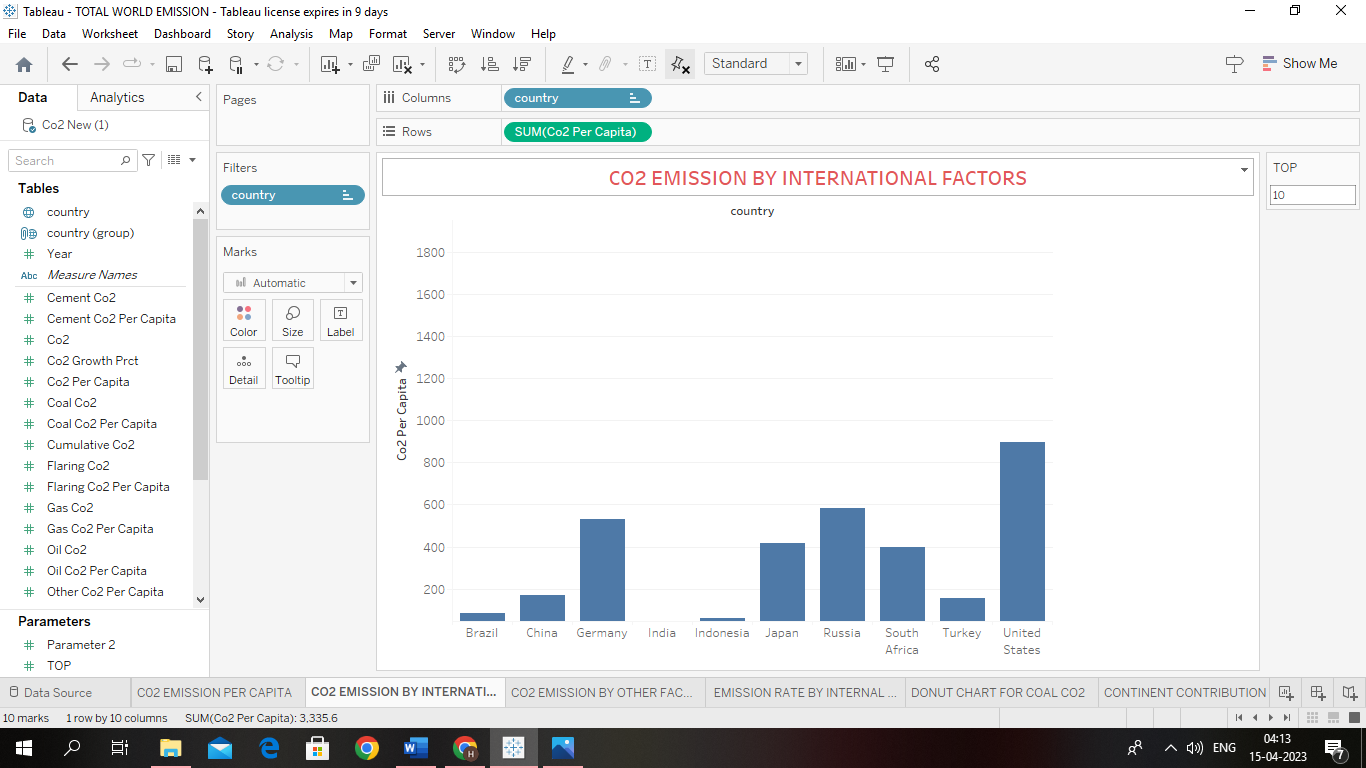 Tableau - TOTAL WORLD EMISSION - Tableau license expires in 9 days
File Data Worksheet Dashboard Story Analysis Map Format Server Window Help
Standard
Show Me
Data Analytics
Co2 New (1)
Search
Tables
country
country (group)
Year
Abc Measure Names
Cement Co2
Cement Co2 Per Capita
Co2
Co2 Growth Prct
Co2 Per Capita
Coal Co2
Coal Co2 Per Capita
Cumulative Co2
Flaring Co2
Flaring Co2 Per Capita
Gas Co2
Gas Co2 Per Capita
Oil Co2
Oil Co2 Per Capita
Other Co2 Per Capita
Parameters
Parameter 2
TOP
Pages
Filters
country
Marks
Automatic
Color Size Label
Detail Tooltip
Columns country
Rows SUM(Co2 Per Capita)
CO2 EMISSION BY INTERNATIONAL FACTORS
country
1800
1600
1400
1200
1000
800
600
400
200
Co2 Per Capita
Brazil China Germany India Indonesia Japan Russia South Africa Turkey United States
TOP
10
Data Source CO2 EMISSION PER CAPITA CO2 EMISSION BY INTERNATI... CO2 EMISSION BY OTHER FAC... EMISSION RATE BY INTERNAL ... DONUT CHART FOR COAL CO2 CONTINENT CONTRIBUTION
10 marks 1 row by 10 columns SUM(Co2 Per Capita): 3,335.6
ENG
04:13
15-04-2023
7